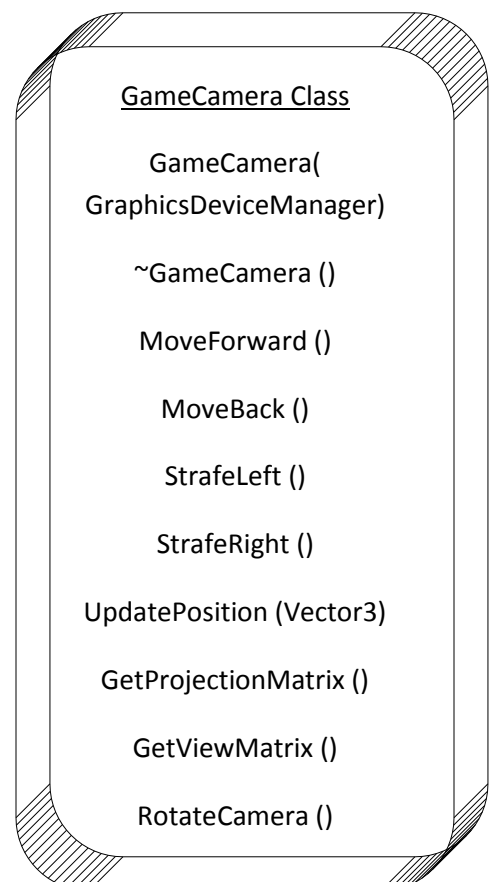 GameCamera Class
GameCamera(
GraphicsDeviceManager)
~GameCamera ()
MoveForward ()
MoveBack ()
StrafeLeft ()
StrafeRight ()
UpdatePosition (Vector3)
GetProjectionMatrix ()
GetViewMatrix ()
RotateCamera ()